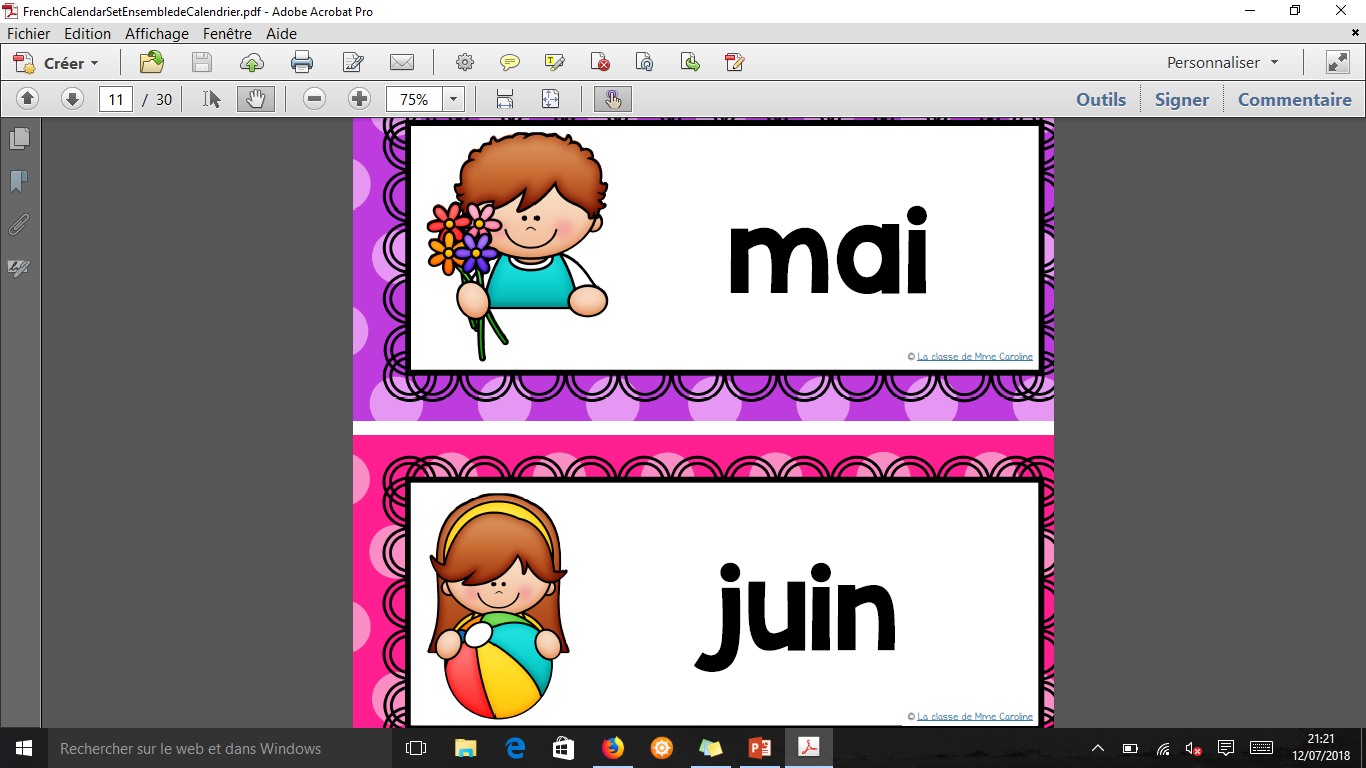 FrenchCalendarSetEnsembledeCalendrier.pdf - Adobe Acrobat Pro
Fichier Edition Affichage Fenêtre Aide
Créer
Personnaliser
11 / 30
75%
Outils
Signer
Commentaire
mai
© La classe de Mme Caroline
juin
© La classe de Mme Caroline
Rechercher sur le web et dans Windows
21:21
12/07/2018